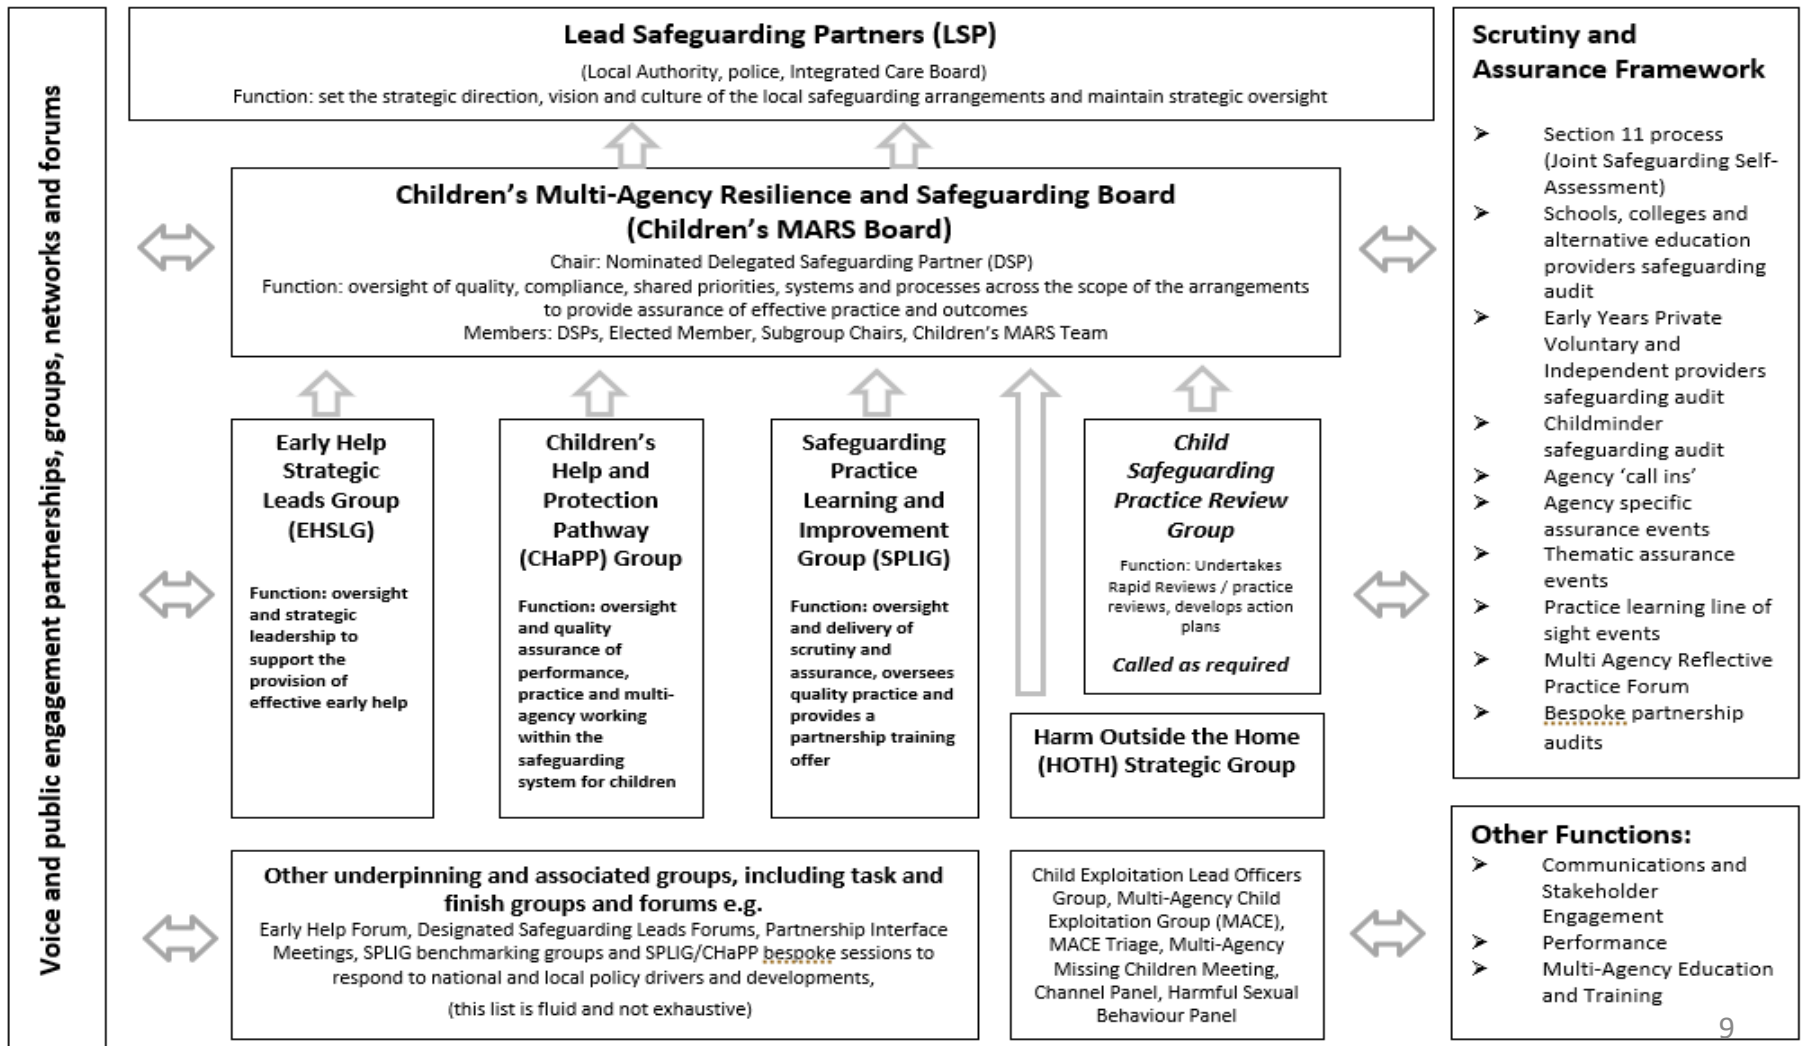 Voice and public engagement partnerships, groups, networks and forums
Lead Safeguarding Partners (LSP)
(Local Authority, police, Integrated Care Board)
Function: set the strategic direction, vision and culture of the local safeguarding arrangements and maintain strategic oversight
Children’s Multi-Agency Resilience and Safeguarding Board
(Children’s MARS Board)
Chair: Nominated Delegated Safeguarding Partner (DSP)
Function: oversight of quality, compliance, shared priorities, systems and processes across the scope of the arrangements
to provide assurance of effective practice and outcomes
Members: DSPs, Elected Member, Subgroup Chairs, Children’s MARS Team
Early Help
Strategic
Leads Group
(EHSLG)
Function: oversight
and strategic
leadership to
support the
provision of
effective early help
Children’s
Help and
Protection
Pathway
(CHaPP) Group
Function: oversight
and quality
assurance of
performance,
practice and multi-
agency working
within the
safeguarding
system for children
Safeguarding
Practice
Learning and
Improvement
Group (SPLIG)
Function: oversight
and delivery of
scrutiny and
assurance, oversees
quality practice and
provides a
partnership training
offer
Child
Safeguarding
Practice Review
Group
Function: Undertakes
Rapid Reviews / practice
reviews, develops action
plans
Called as required
Harm Outside the Home
(HOTH) Strategic Group
Other underpinning and associated groups, including task and
finish groups and forums e.g.
Early Help Forum, Designated Safeguarding Leads Forums, Partnership Interface
Meetings, SPLIG benchmarking groups and SPLIG/CHaPP bespoke sessions to
respond to national and local policy drivers and developments,
(this list is fluid and not exhaustive)
Child Exploitation Lead Officers
Group, Multi-Agency Child
Exploitation Group (MACE),
MACE Triage, Multi-Agency
Missing Children Meeting,
Channel Panel, Harmful Sexual
Behaviour Panel
Scrutiny and
Assurance Framework
➢ Section 11 process
(Joint Safeguarding Self-
Assessment)
➢ Schools, colleges and
alternative education
providers safeguarding
audit
➢ Early Years Private
Voluntary and
Independent providers
safeguarding audit
➢ Childminder
safeguarding audit
➢ Agency ‘call ins’
➢ Agency specific
assurance events
➢ Thematic assurance
events
➢ Practice learning line of
sight events
➢ Multi Agency Reflective
Practice Forum
➢ Bespoke partnership
audits
Other Functions:
➢ Communications and
Stakeholder
Engagement
➢ Performance
➢ Multi-Agency Education
and Training
9